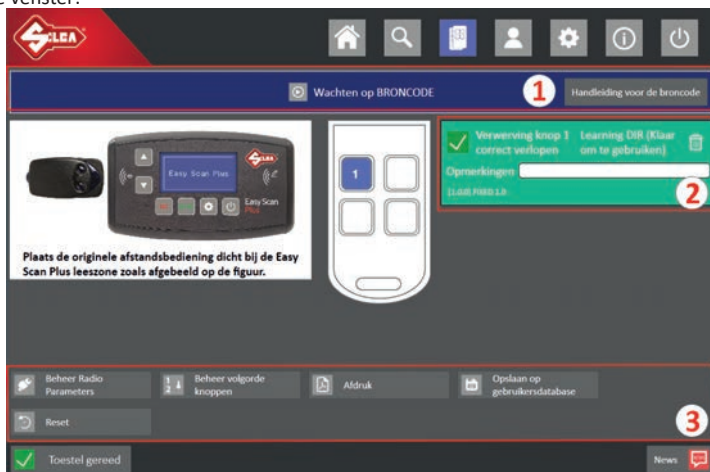 e venster:
SILCA
Wachten op BRONCODE
1
Handleiding voor de broncode
Verwerving knop 1 correct verlopen
Learning DIR (Klaar om te gebruiken)
Opmerkingen
2
SILCA
Easy Scan Plus
Easy Scan
Plus
1
Plaats de originele afstandsbediening dicht bij de Easy
Scan Plus leeszone zoals afgebeeld op de figuur.
Beheer Radio
Parameters
1
2
Beheer volgorde
knoppen
Afdruk
Opslaan op
gebruikersdatabase
Reset
3
Toestel gereed
News